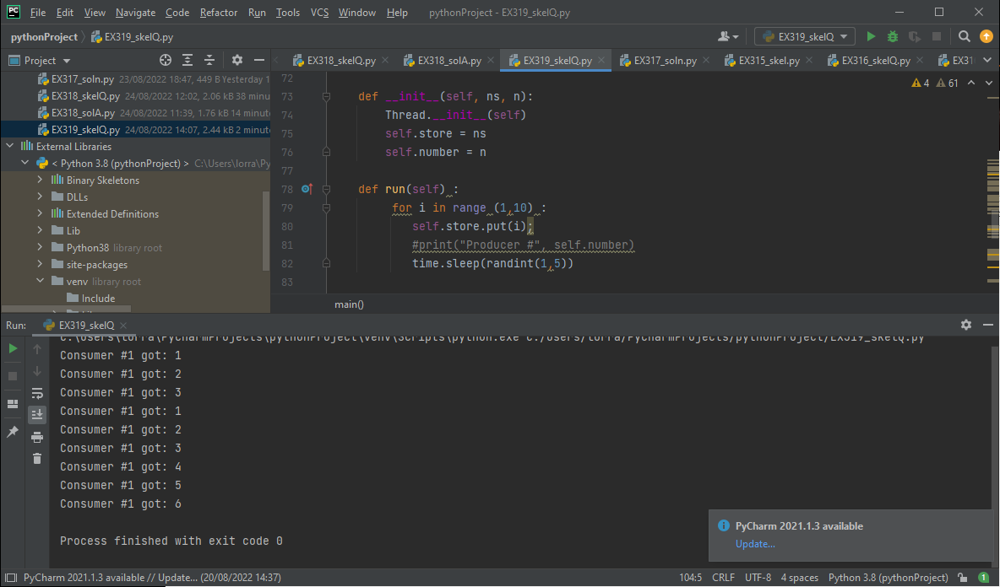 PC File Edit View Navigate Code Refactor Run Tools VCS Window Help pythonProject - EX319_skelQ.py
pythonProject EX319_skelQ.py EX319_skelQ
Project EX318_skelQ.py EX318_solA.py EX319_skelQ.py EX317_soln.py EX315_skel.py EX316_skelQ.py EX31
EX317_soln.py 23/08/2022 18:47, 449 B Yesterday 1
EX318_skelQ.py 24/08/2022 12:02, 2.06 kB 38 minu
EX318_solA.py 24/08/2022 11:39, 1.76 kB 14 minut
EX319_skelQ.py 24/08/2022 14:07, 2.44 kB 2 minute
External Libraries
< Python 3.8 (pythonProject) > C:\Users\lorra\Py
Binary Skeletons
DLLs
Extended Definitions
Lib
Python38 library root
site-packages
venv library root
Include
4 61
72
73 def __init__(self, ns, n):
74 Thread.__init__(self)
75 self.store = ns
76 self.number = n
77
78 def run(self) :
79 for i in range (1,10) :
80 self.store.put(i);
81 #print("Producer #", self.number)
82 time.sleep(randint(1,5))
83
main()
Run: EX319_skelQ
C:\Users\lorra\PycharmProjects\pythonProject\venv\Scripts\python.exe C:/Users/lorra/PycharmProjects/pythonProject/EX319_skelQ.py
Consumer #1 got: 1
Consumer #1 got: 2
Consumer #1 got: 3
Consumer #1 got: 1
Consumer #1 got: 2
Consumer #1 got: 3
Consumer #1 got: 4
Consumer #1 got: 5
Consumer #1 got: 6
Process finished with exit code 0
PyCharm 2021.1.3 available
Update...
PyCharm 2021.1.3 available // Update... (20/08/2022 14:37) 104:5 CRLF UTF-8 4 spaces Python 3.8 (pythonProject) 1